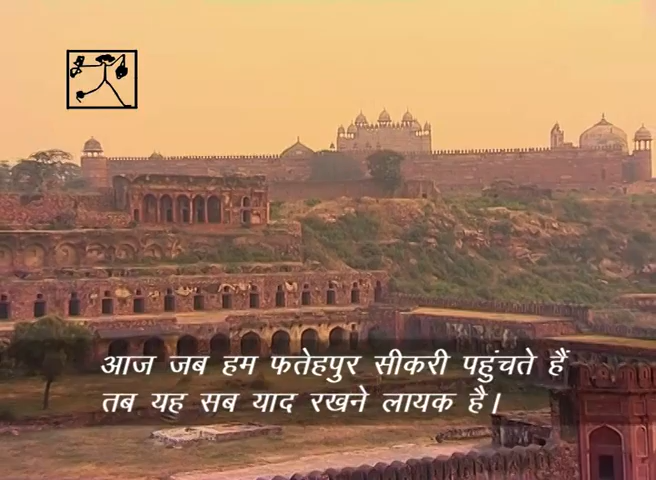 आज जब हम फतेहपुर सीकरी पहुंचते हैं
तब यह सब याद रखने लायक है।